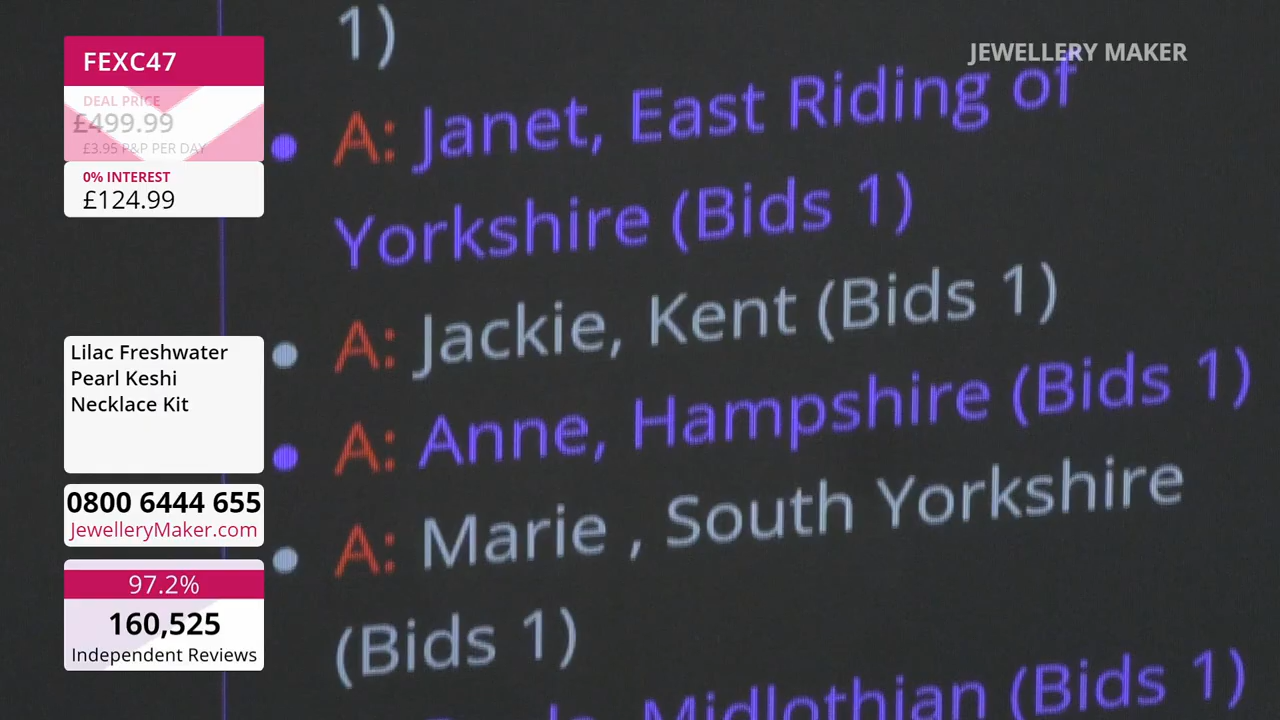 FEXC47
DEAL PRICE
£499.99
£3.95 P&P PER DAY
0% INTEREST
£124.99
Lilac Freshwater
Pearl Keshi
Necklace Kit
0800 6444 655
JewelleryMaker.com
97.2%
160,525
Independent Reviews
JEWELLERY MAKER
1)
A: Janet, East Riding of
Yorkshire (Bids 1)
A: Jackie, Kent (Bids 1)
A: Anne, Hampshire (Bids 1)
A: Marie , South Yorkshire
(Bids 1)
Midlothian (Bids 1)